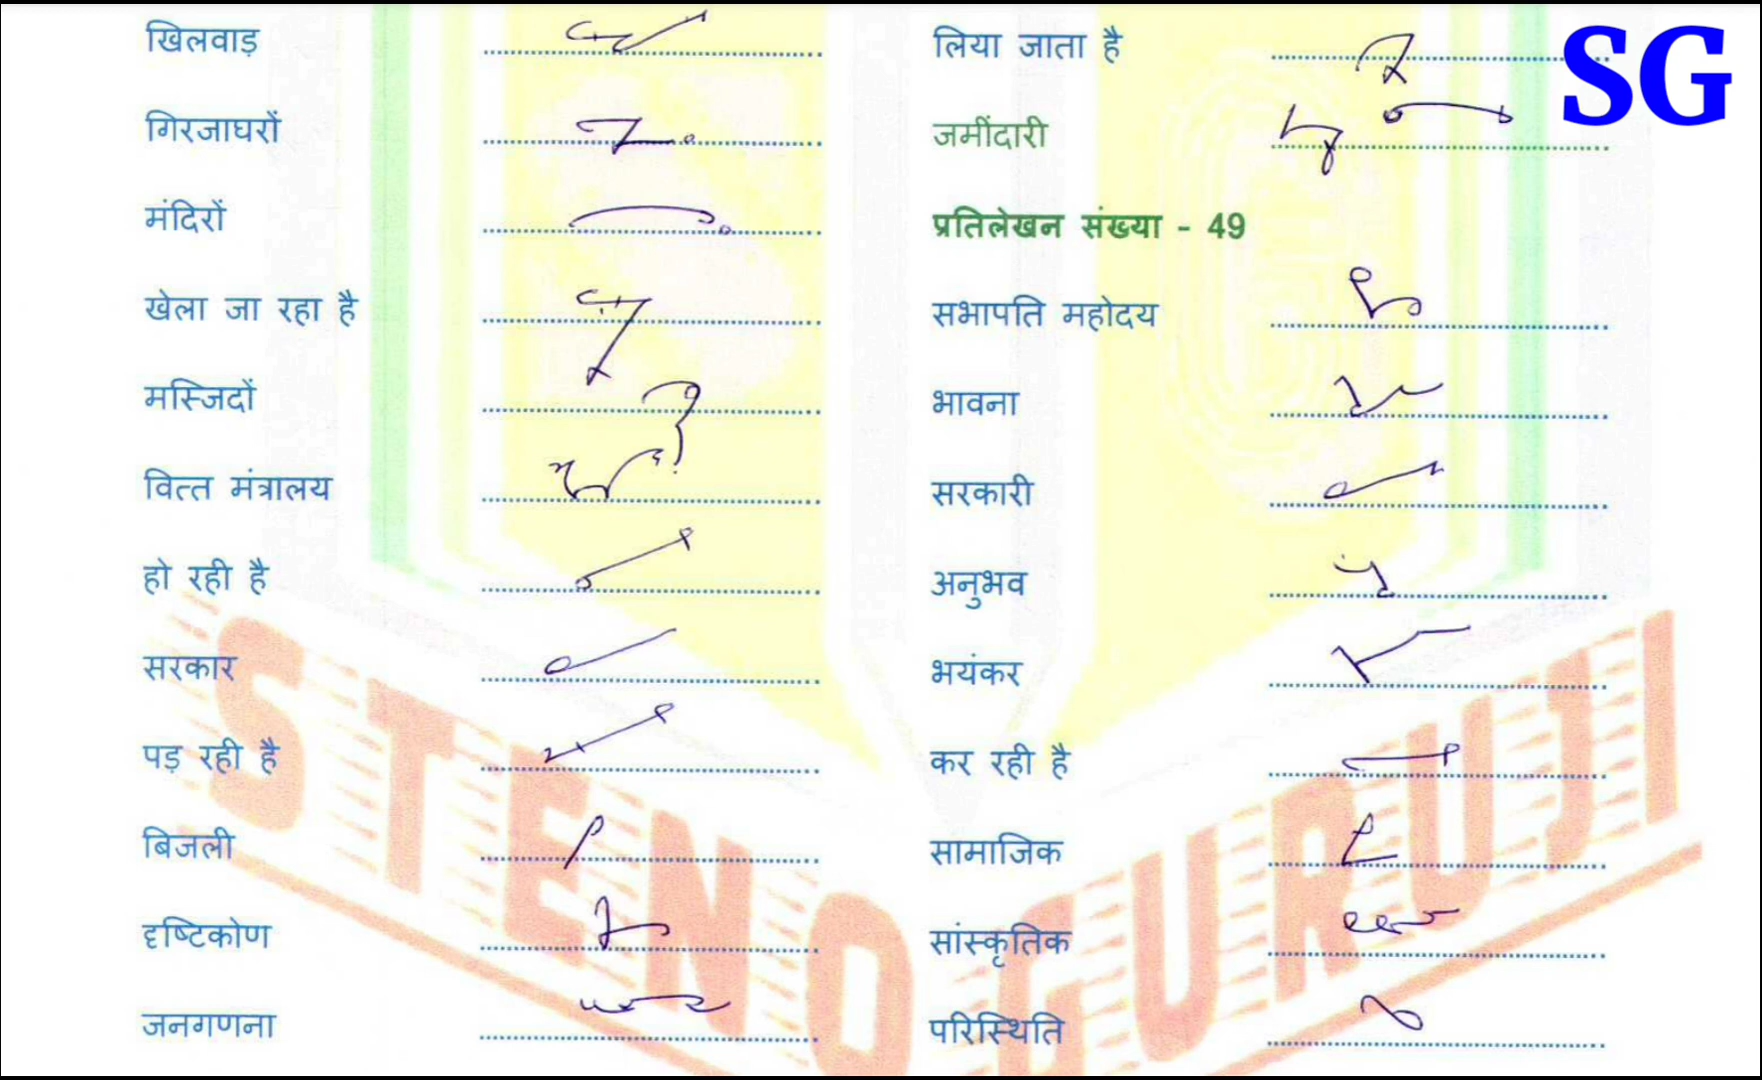 खिलवाड़
गिरजाघरों
मंदिरों
खेला जा रहा है
मस्जिदों
वित्त मंत्रालय
हो रही है
सरकार
पड़ रही है
बिजली
दृष्टिकोण
जनगणना
लिया जाता है
जमींदारी
प्रतिलेखन संख्या - 49
सभापति महोदय
भावना
सरकारी
अनुभव
भयंकर
कर रही है
सामाजिक
सांस्कृतिक
परिस्थिति
SG
STENO GURUJI